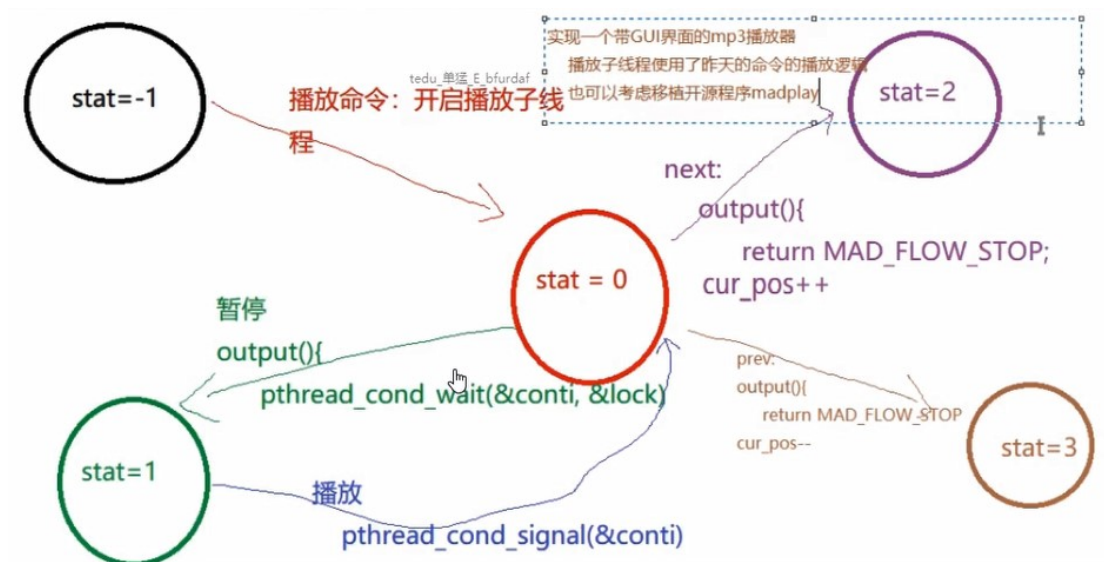 实现一个带GUI界面的mp3播放器
播放子线程使用了昨天的命令的播放逻辑
也可以考虑移植开源程序madplay
tedu_单猛_E_bfurdaf
stat=-1
播放命令：开启播放子线
程
stat=2
next:
output(){
return MAD_FLOW_STOP;
cur_pos++
stat = 0
暂停
output(){
pthread_cond_wait(&conti, &lock)
prev:
output(){
return MAD_FLOW_STOP
cur_pos--
stat=3
stat=1
播放
pthread_cond_signal(&conti)